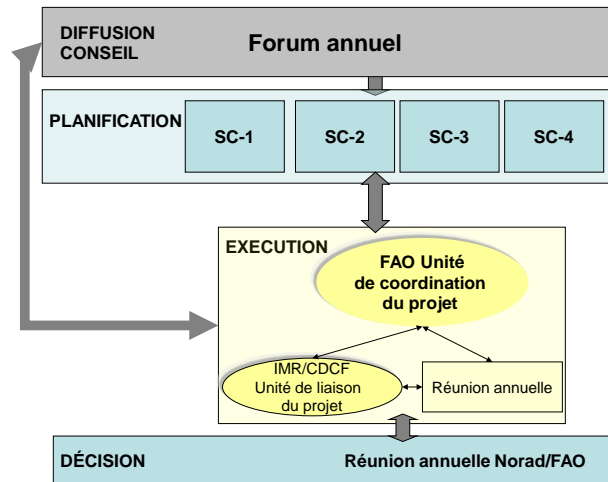 DIFFUSION
CONSEIL
Forum annuel
PLANIFICATION
SC-1
SC-2
SC-3
SC-4
EXECUTION
FAO Unité
de coordination
du projet
IMR/CDCF
Unité de liaison
du projet
Réunion annuelle
DÉCISION
Réunion annuelle Norad/FAO